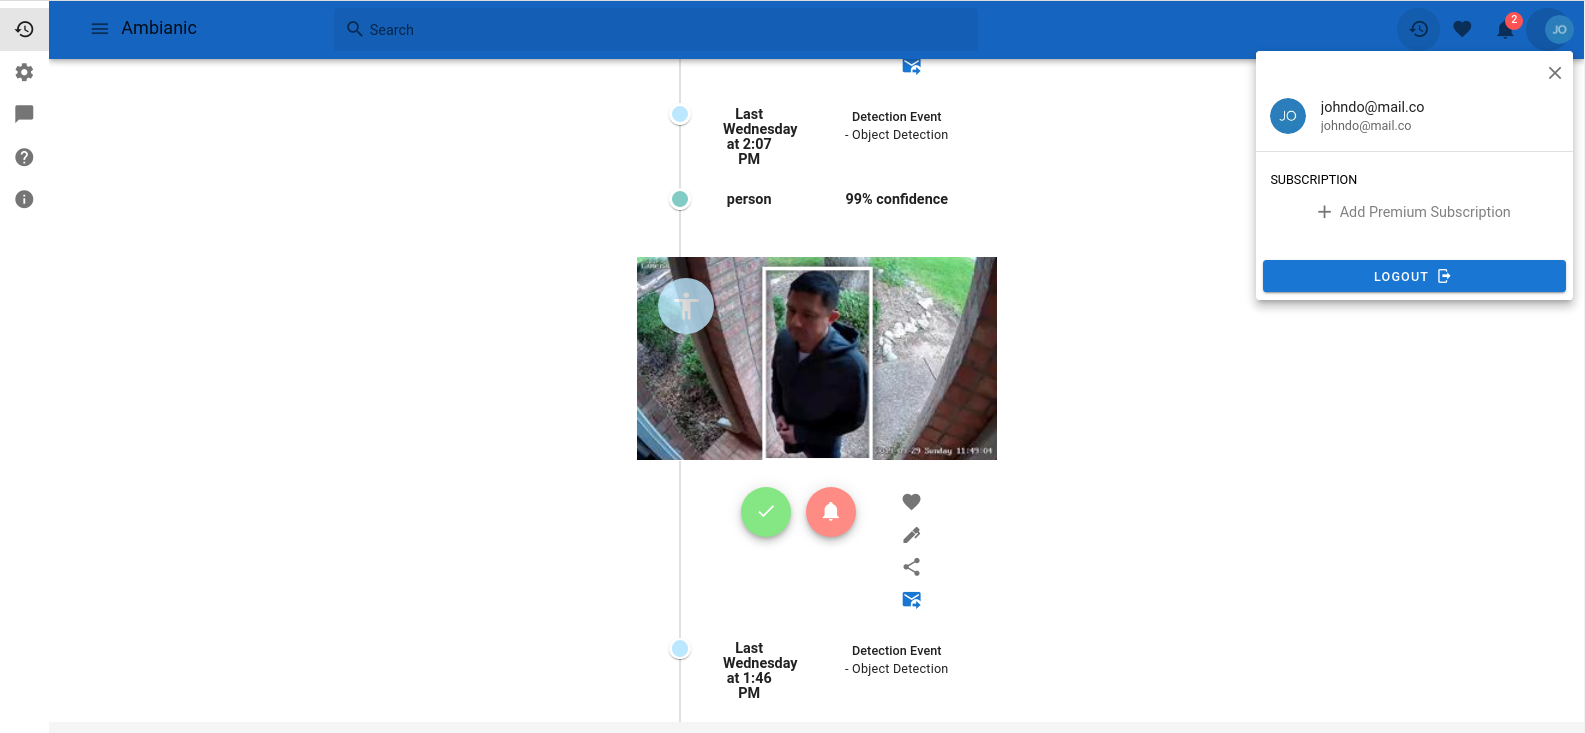 Ambianic
Search
2
JO
johndo@mail.co
JO
johndo@mail.co
SUBSCRIPTION
Add Premium Subscription
LOGOUT
Last
Wednesday
at 2:07
PM
Detection Event
- Object Detection
person
99% confidence
29 Sunday 11:49:04
Last
Wednesday
at 1:46
PM
Detection Event
- Object Detection